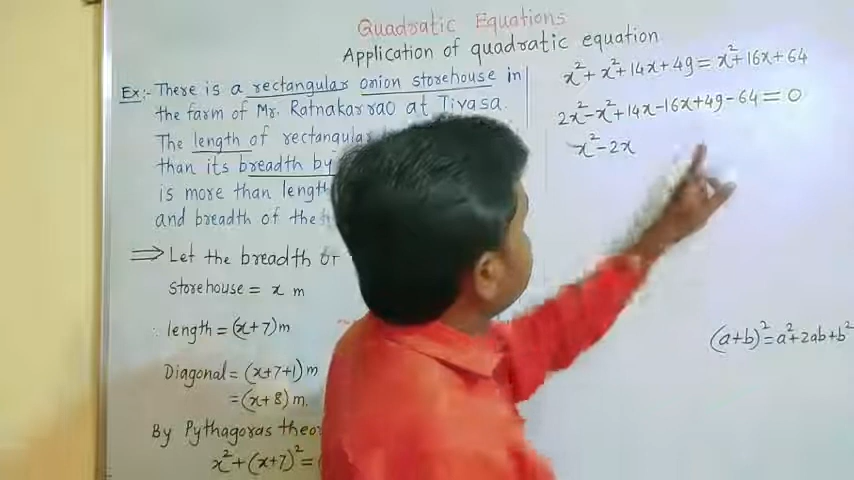 Quadratic Equations
Application of quadratic equation
Ex:- There is a rectangular onion storehouse in
the farm of Mr. Ratnakarrao at Tivasa.
The length of rectangular
than its breadth by
is more than length
and breadth of the
⇒ Let the breadth of
storehouse = x m
∴ length = (x+7)m
Diagonal = (x+7+1)m
= (x+8)m.
By Pythagoras theo
x²+(x+7)²=
x²+x²+14x+49=x²+16x+64
2x²-x²+14x-16x+49-64=0
x²-2x
(a+b)²=a²+2ab+b²